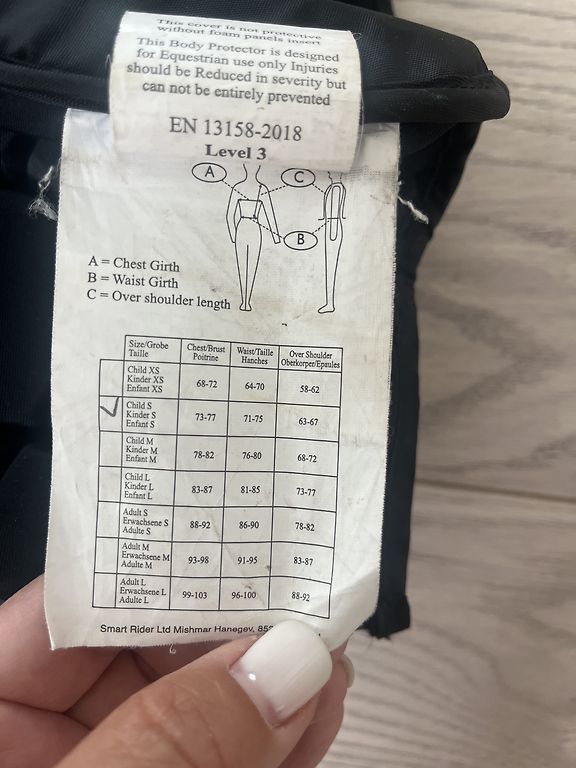 This cover is not protective
without foam panels insert
This Body Protector is designed
for Equestrian use only Injuries
should be Reduced in severity but
can not be entirely prevented
EN 13158-2018
Level 3
A C
B
A = Chest Girth
B = Waist Girth
C = Over shoulder length
Size/Grobe Taille Chest/Brust Poitrine Waist/Taille Hanches Over Shoulder Oberkorper/Epaules
Child XS
Kinder XS 68-72 64-70 58-62
Enfant XS
Child S
Kinder S 73-77 71-75 63-67
Enfant S
Child M
Kinder M 78-82 76-80 68-72
Enfant M
Child L
Kinder L 83-87 81-85 73-77
Enfant L
Adult S
Erwachsene S 88-92 86-90 78-82
Adulte S
Adult M
Erwachsene M 93-98 91-95 83-87
Adulte M
Adult L
Erwachsene L 99-103 96-100 88-92
Adulte L
Smart Rider Ltd Mishmar Hanegev,